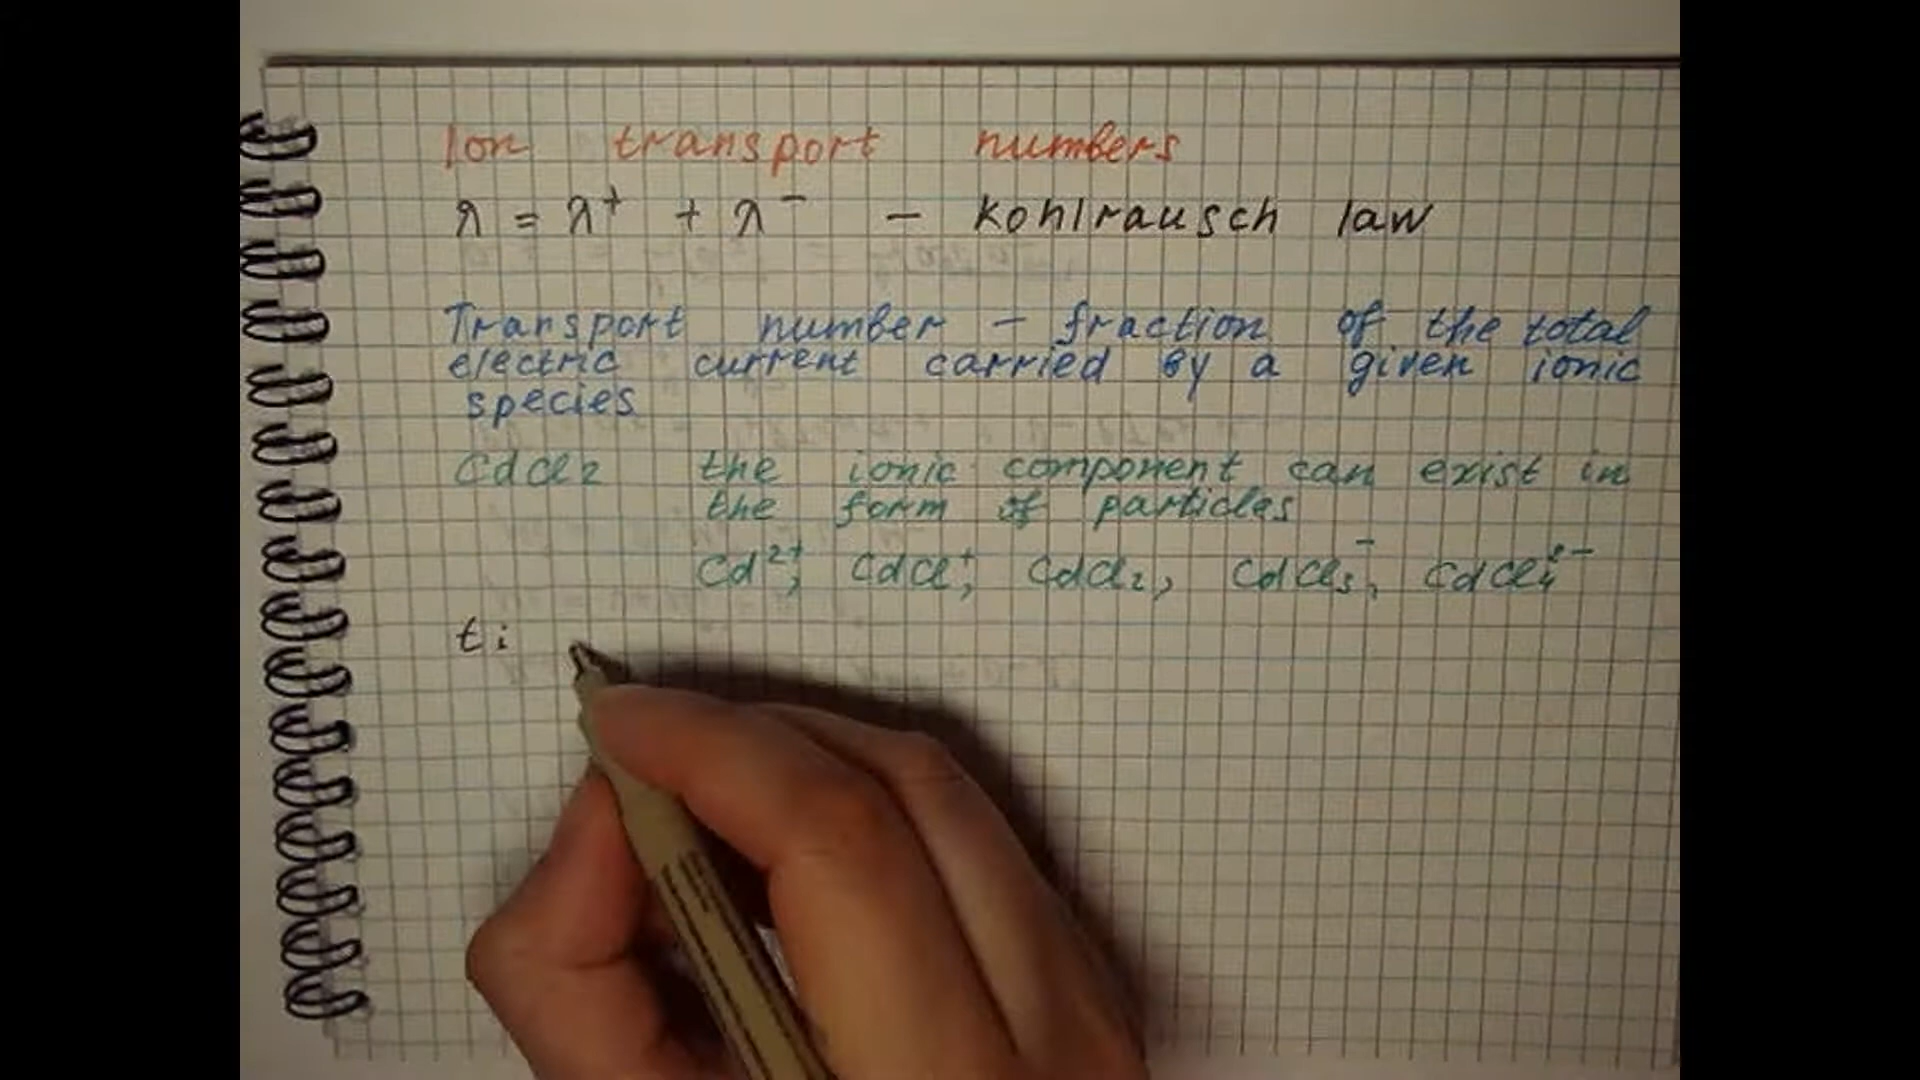 Ion transport numbers
λ = λ⁺ + λ⁻ - Kohlrausch law
Transport number - fraction of the total
electric current carried by a given ionic
species
CdCl₂ the ionic component can exist in
the form of particles
Cd²⁺, CdCl⁺, CdCl₂, CdCl₃⁻, CdCl₄²⁻
ti